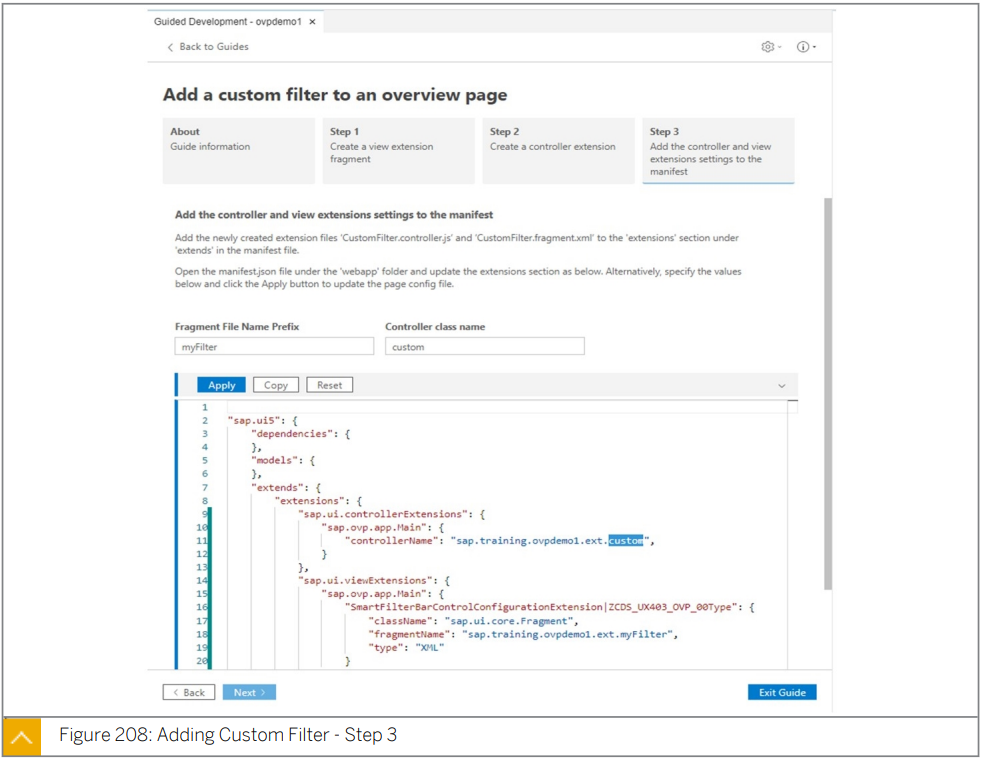 Guided Development - ovpdemo1 ×
Back to Guides
Add a custom filter to an overview page
About
Guide information
Step 1
Create a view extension
fragment
Step 2
Create a controller extension
Step 3
Add the controller and view
extensions settings to the
manifest
Add the controller and view extensions settings to the manifest
Add the newly created extension files 'CustomFilter.controller.js' and 'CustomFilter.fragment.xml' to the 'extensions' section under
'extends' in the manifest file.
Open the manifest.json file under the 'webapp' folder and update the extensions section as below. Alternatively, specify the values
below and click the Apply button to update the page config file.
Fragment File Name Prefix
myFilter
Controller class name
custom
Apply Copy Reset
1
2 "sap.ui5": {
3 "dependencies": {
4 },
5 "models": {
6 },
7 "extends": {
8 "extensions": {
9 "sap.ui.controllerExtensions": {
10 "sap.ovp.app.Main": {
11 "controllerName": "sap.training.ovpdemo1.ext.custom",
12 }
13 },
14 "sap.ui.viewExtensions": {
15 "sap.ovp.app.Main": {
16 "SmartFilterBarControlConfigurationExtension|ZCDS_UX403_OVP_00Type": {
17 "className": "sap.ui.core.Fragment",
18 "fragmentName": "sap.training.ovpdemo1.ext.myFilter",
19 "type": "XML"
20 }
< Back Next > Exit Guide
Figure 208: Adding Custom Filter - Step 3